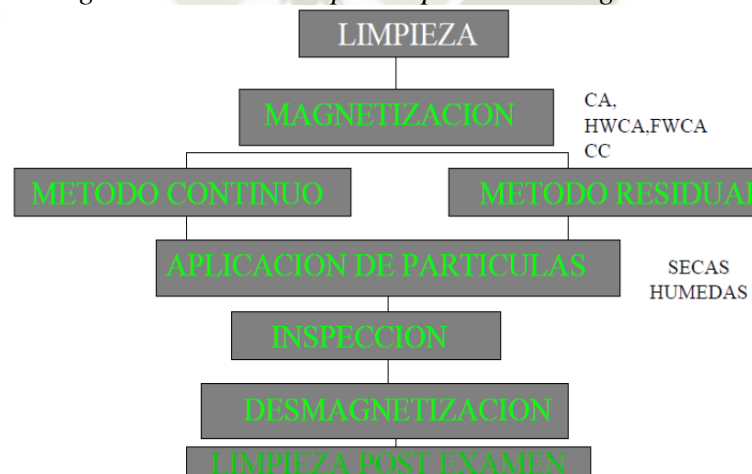 LIMPIEZA
MAGNETIZACION
CA,
HWCA,FWCA
CC
METODO CONTINUO
METODO RESIDUAL
APLICACION DE PARTICULAS
SECAS
HUMEDAS
INSPECCION
DESMAGNETIZACION
LIMPIEZA POST EXAMEN